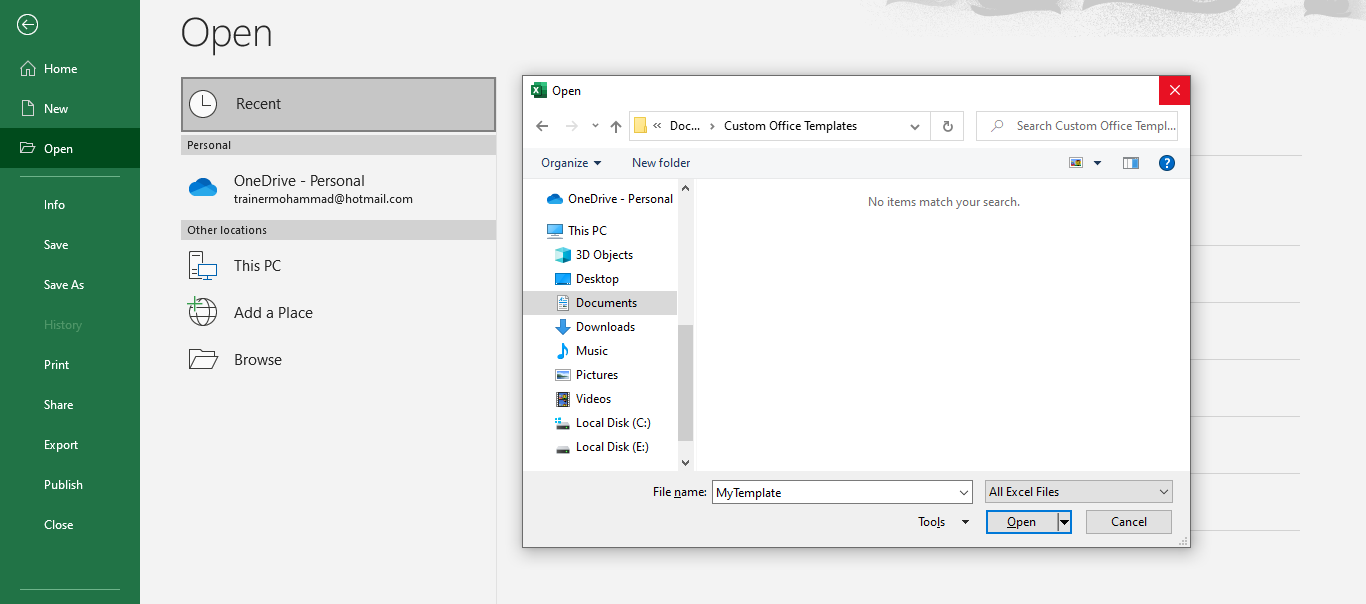 Open
Home
New
Open
Info
Save
Save As
History
Print
Share
Export
Publish
Close
Recent
Personal
OneDrive - Personal
trainermohammad@hotmail.com
Other locations
This PC
Add a Place
Browse
Open
« Doc... › Custom Office Templates
Search Custom Office Templ...
Organize
New folder
?
OneDrive - Personal
This PC
3D Objects
Desktop
Documents
Downloads
Music
Pictures
Videos
Local Disk (C:)
Local Disk (E:)
No items match your search.
File name: MyTemplate
All Excel Files
Tools
Open
Cancel